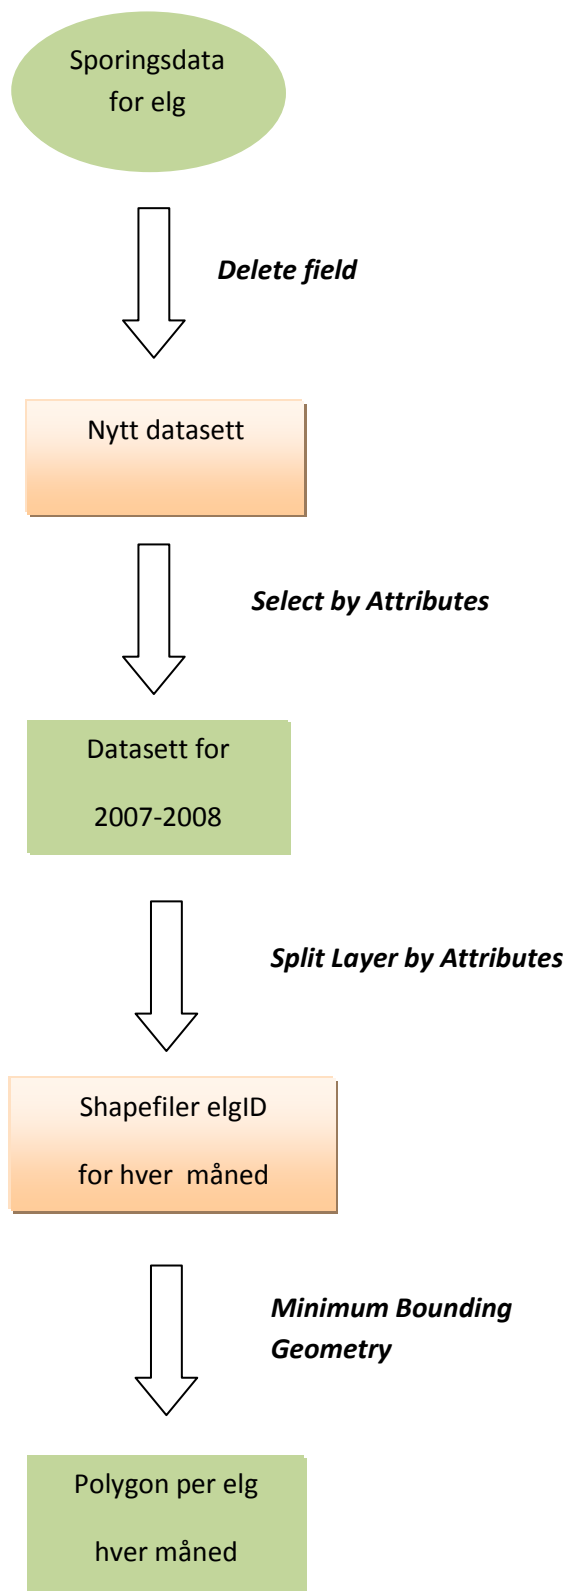 Sporingsdata
for elg
Delete field
Nytt datasett
Select by Attributes
Datasett for
2007-2008
Split Layer by Attributes
Shapefiler elgID
for hver måned
Minimum Bounding
Geometry
Polygon per elg
hver måned